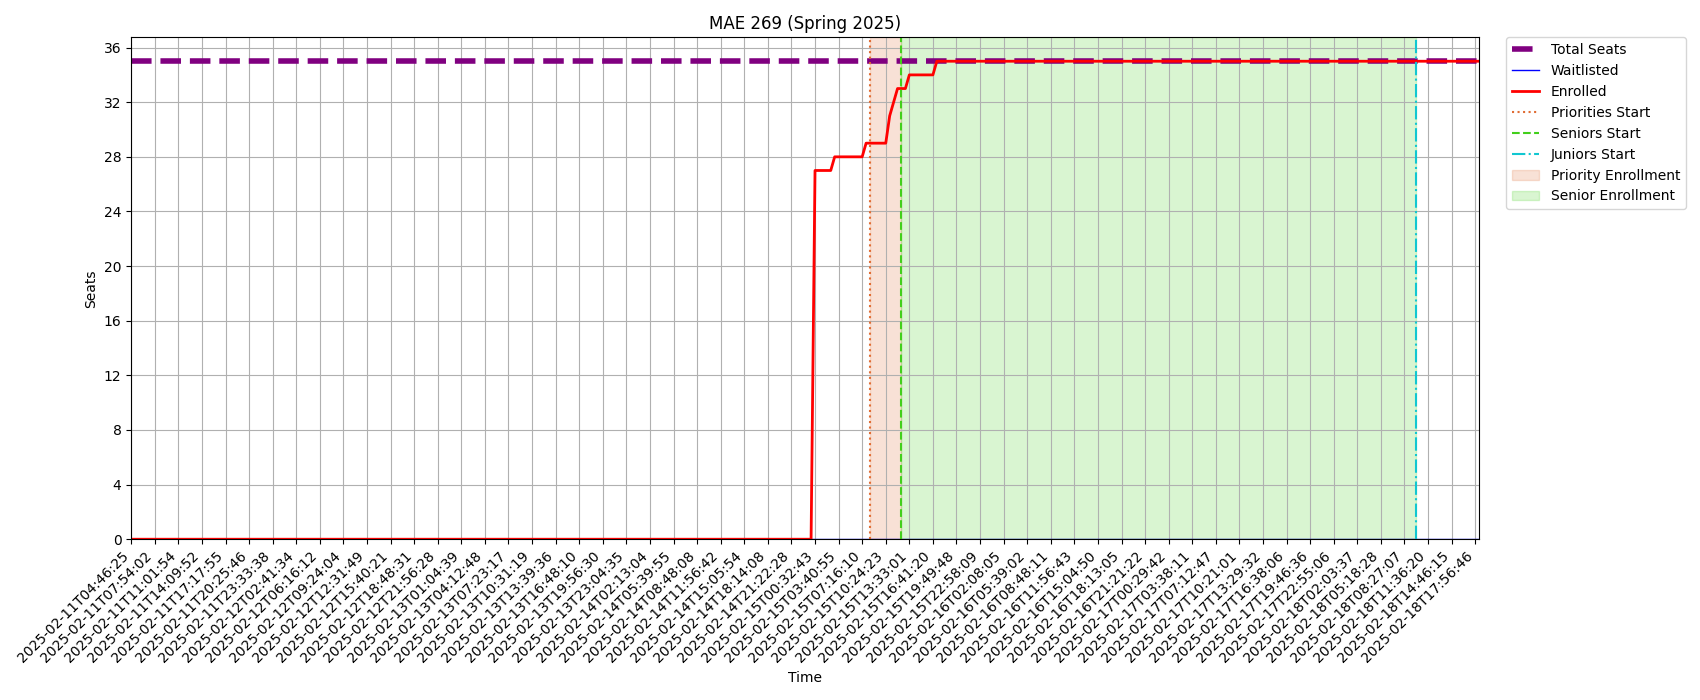 MAE 269 (Spring 2025)
36
32
28
24
20
16
12
8
4
0
Seats
2025-02-11T04:46:25
2025-02-11T07:54:02
2025-02-11T11:01:54
2025-02-11T14:09:52
2025-02-11T17:17:55
2025-02-11T20:25:46
2025-02-11T23:33:38
2025-02-12T02:41:34
2025-02-12T06:16:12
2025-02-12T09:24:04
2025-02-12T12:31:49
2025-02-12T15:40:21
2025-02-12T18:48:31
2025-02-12T21:56:28
2025-02-13T01:04:39
2025-02-13T04:12:48
2025-02-13T07:23:17
2025-02-13T10:31:19
2025-02-13T13:39:36
2025-02-13T16:48:10
2025-02-13T19:56:30
2025-02-13T23:04:35
2025-02-14T02:13:04
2025-02-14T05:39:55
2025-02-14T08:48:08
2025-02-14T11:56:42
2025-02-14T15:05:54
2025-02-14T18:14:08
2025-02-14T21:22:28
2025-02-15T00:32:43
2025-02-15T03:40:55
2025-02-15T07:16:10
2025-02-15T10:24:23
2025-02-15T13:33:01
2025-02-15T16:41:20
2025-02-15T19:49:48
2025-02-15T22:58:09
2025-02-16T02:08:05
2025-02-16T05:39:02
2025-02-16T08:48:11
2025-02-16T11:56:43
2025-02-16T15:04:50
2025-02-16T18:13:05
2025-02-16T21:21:22
2025-02-17T00:29:42
2025-02-17T03:38:11
2025-02-17T07:12:47
2025-02-17T10:21:01
2025-02-17T13:29:32
2025-02-17T16:38:06
2025-02-17T19:46:36
2025-02-17T22:55:06
2025-02-18T02:03:37
2025-02-18T05:18:28
2025-02-18T08:27:07
2025-02-18T11:36:20
2025-02-18T14:46:15
2025-02-18T17:56:46
Time
Total Seats
Waitlisted
Enrolled
Priorities Start
Seniors Start
Juniors Start
Priority Enrollment
Senior Enrollment